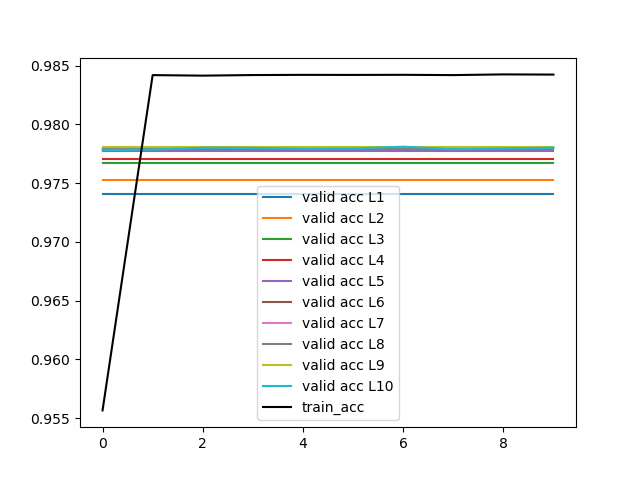 0.985
0.980
0.975
0.970
0.965
0.960
0.955
valid acc L1
valid acc L2
valid acc L3
valid acc L4
valid acc L5
valid acc L6
valid acc L7
valid acc L8
valid acc L9
valid acc L10
train_acc
0 2 4 6 8